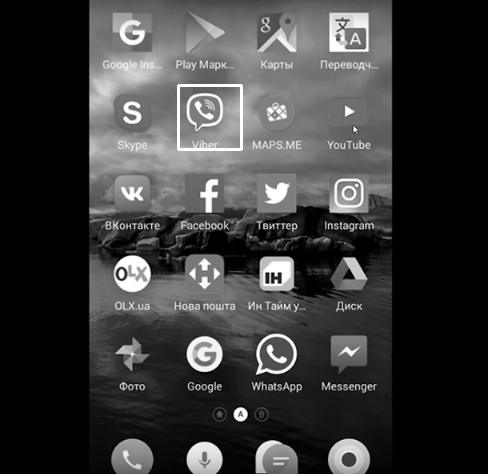 Google Ins...
Play Марк...
Карты
Переводч...
Skype
Viber
MAPS.ME
YouTube
ВКонтакте
Facebook
Твиттер
Instagram
OLX.ua
Нова пошта
Ин Тайм у...
Диск
Фото
Google
WhatsApp
Messenger
A
B